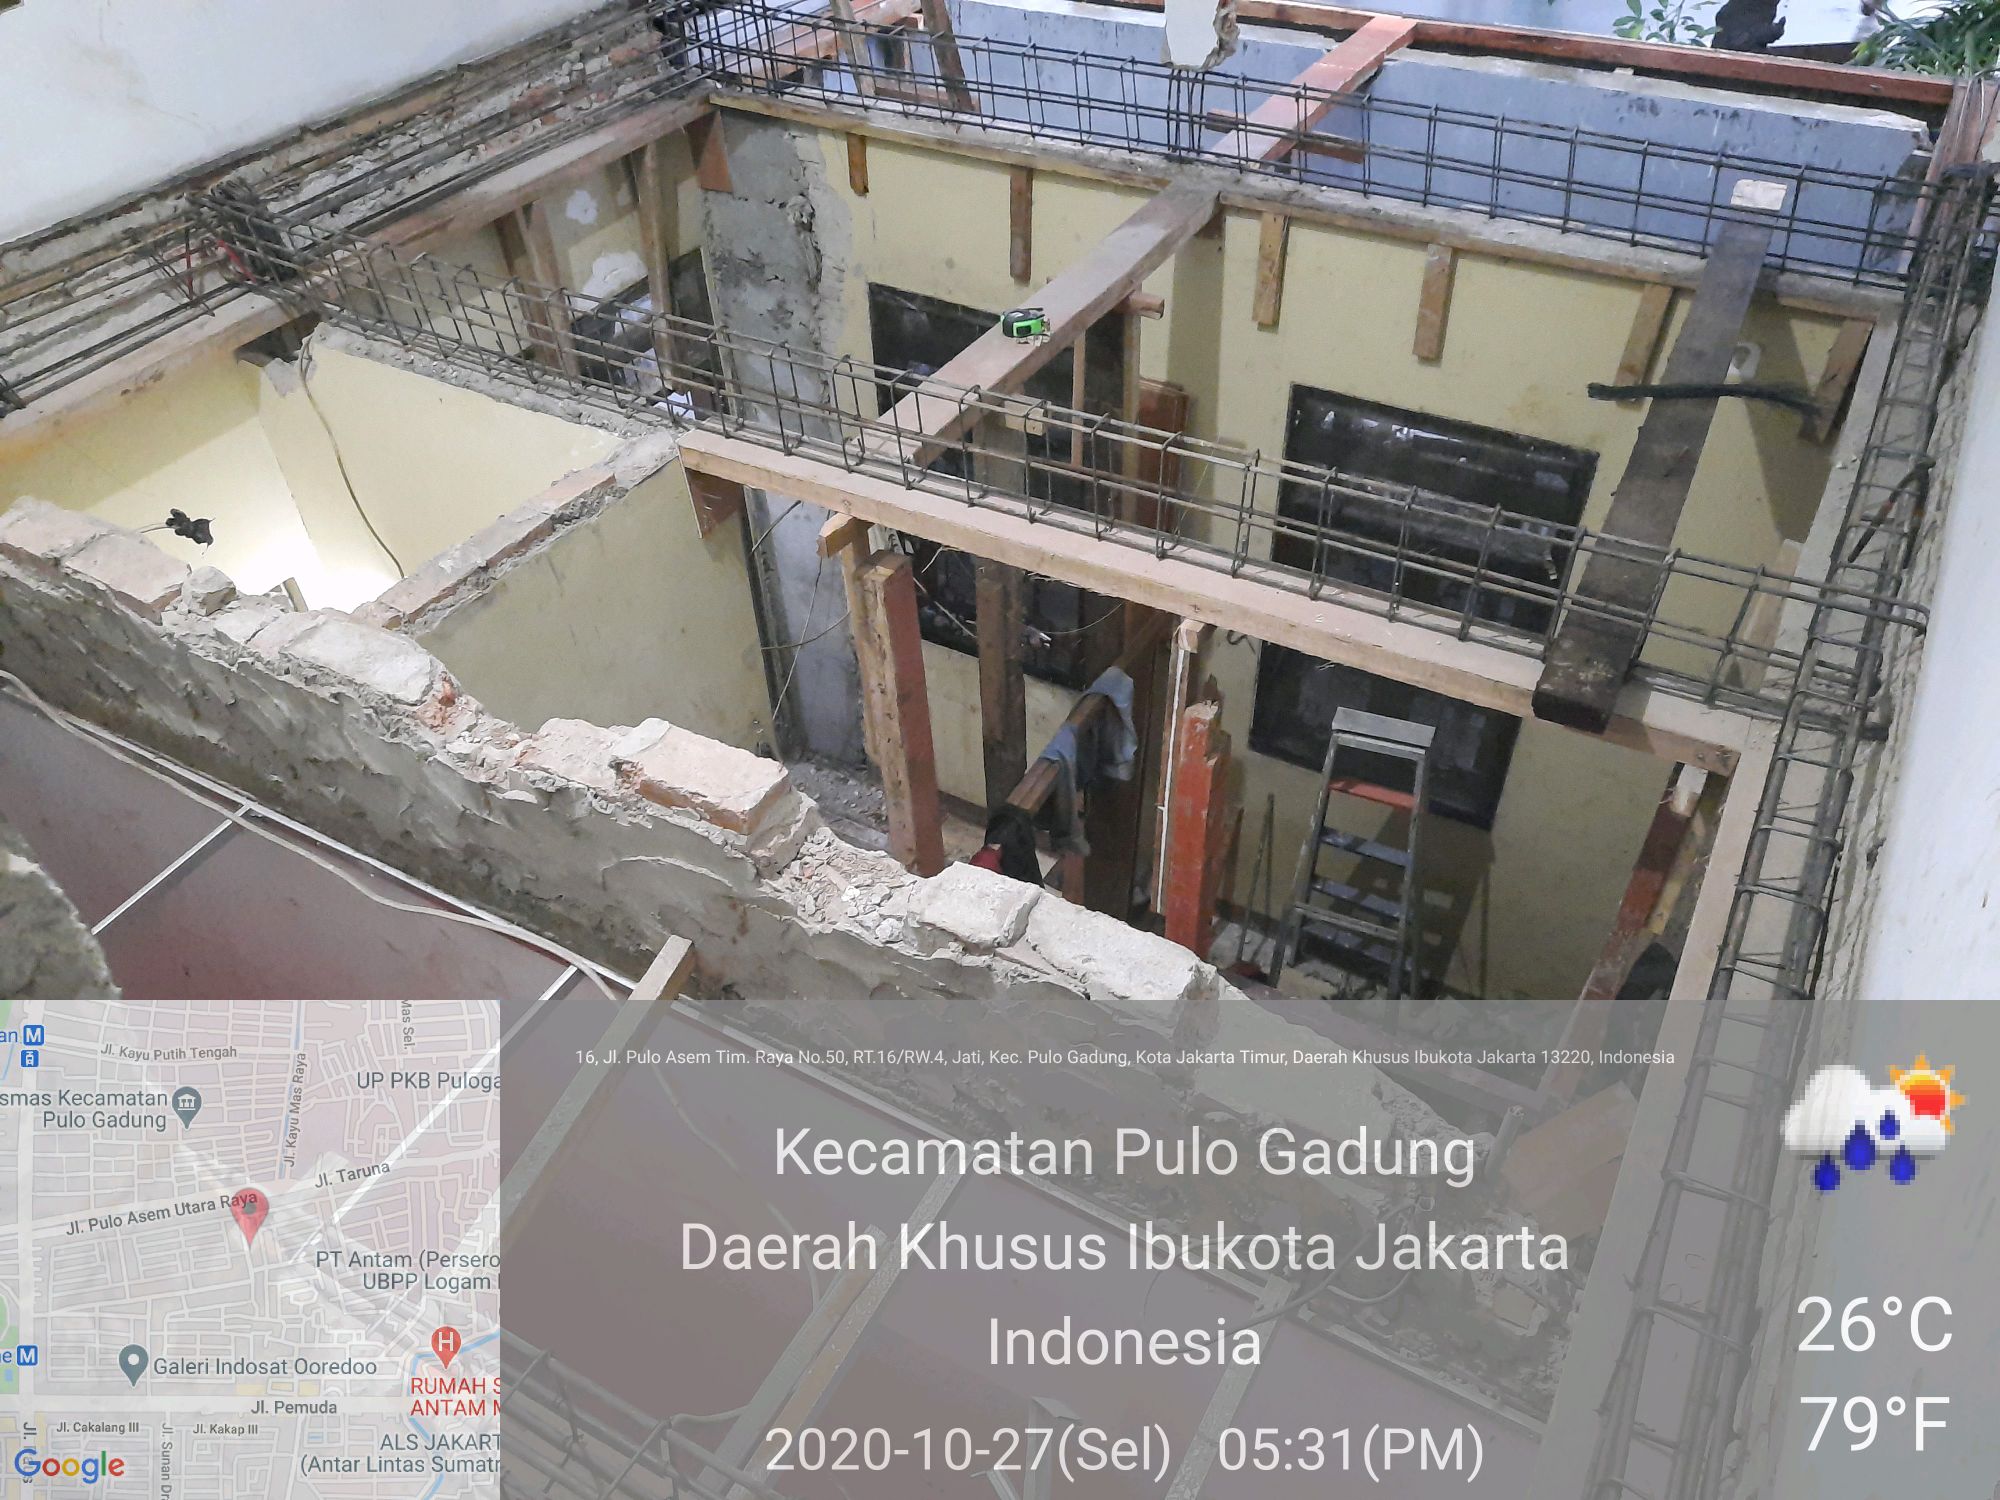 16, Jl. Pulo Asem Tim. Raya No.50, RT.16/RW.4, Jati, Kec. Pulo Gadung, Kota Jakarta Timur, Daerah Khusus Ibukota Jakarta 13220, Indonesia
Kecamatan Pulo Gadung
Daerah Khusus Ibukota Jakarta
Indonesia
2020-10-27(Sel) 05:31(PM)
26°C
79°F
an M
Jl. Kayu Putih Tengah
Mas Sel.
Jl. Kayu Mas Raya
UP PKB Puloga
smas Kecamatan
Pulo Gadung
Jl. Taruna
Jl. Pulo Asem Utara Raya
PT Antam (Persero
UBPP Logam
ne M
Galeri Indosat Ooredoo
H
RUMAH S
ANTAM M
Jl. Pemuda
Jl. Cakalang III
Jl. Kakap III
Jl. Sunan Dr
ALS JAKART
(Antar Lintas Sumatr
Google